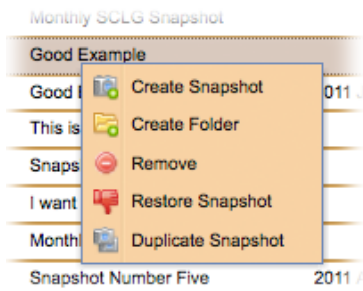 Monthly SCLG Snapshot
Good Example
Create Snapshot
Good
2011
Create Folder
This is
Remove
Snaps
Restore Snapshot
I want
Duplicate Snapshot
Month
Snapshot Number Five 2011